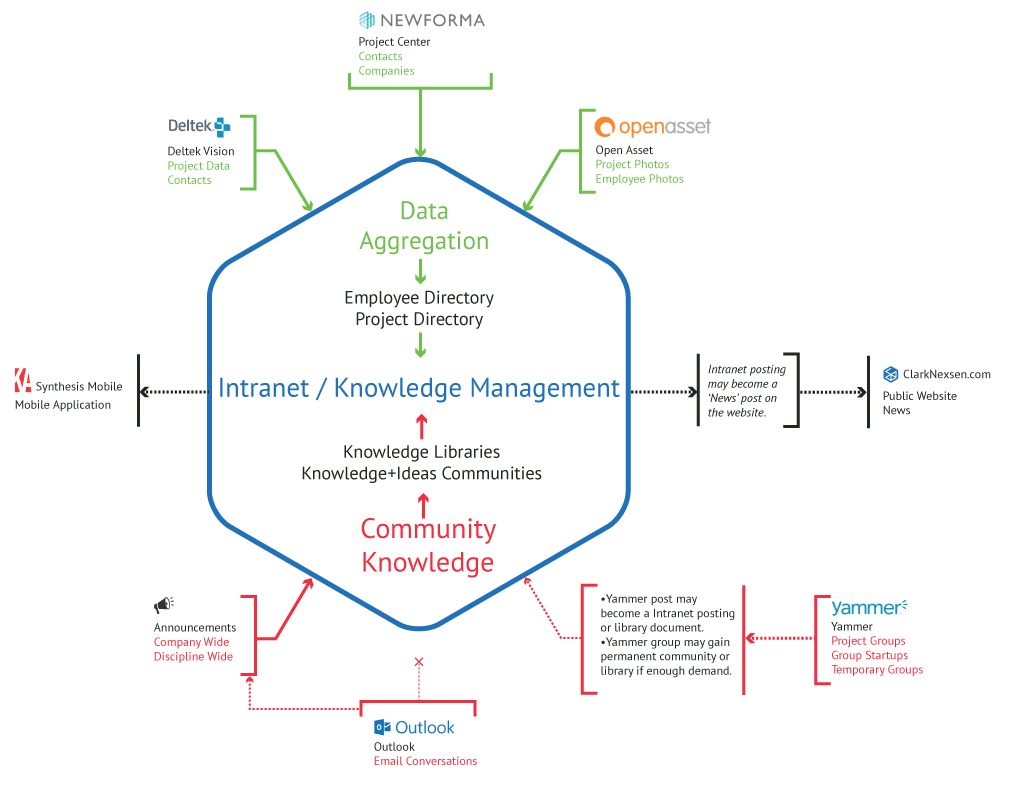 NEWFORMA
Project Center
Contacts
Companies
Deltek
Deltek Vision
Project Data
Contacts
openasset
Open Asset
Project Photos
Employee Photos
Data
Aggregation
Employee Directory
Project Directory
KA Synthesis Mobile
Mobile Application
Intranet / Knowledge Management
Intranet posting
may become a
‘News’ post on
the website.
ClarkNexsen.com
Public Website
News
Knowledge Libraries
Knowledge+Ideas Communities
Community
Knowledge
Announcements
Company Wide
Discipline Wide
•Yammer post may
become a Intranet posting
or library document.
•Yammer group may gain
permanent community or
library if enough demand.
yammer
Yammer
Project Groups
Group Startups
Temporary Groups
Outlook
Outlook
Email Conversations